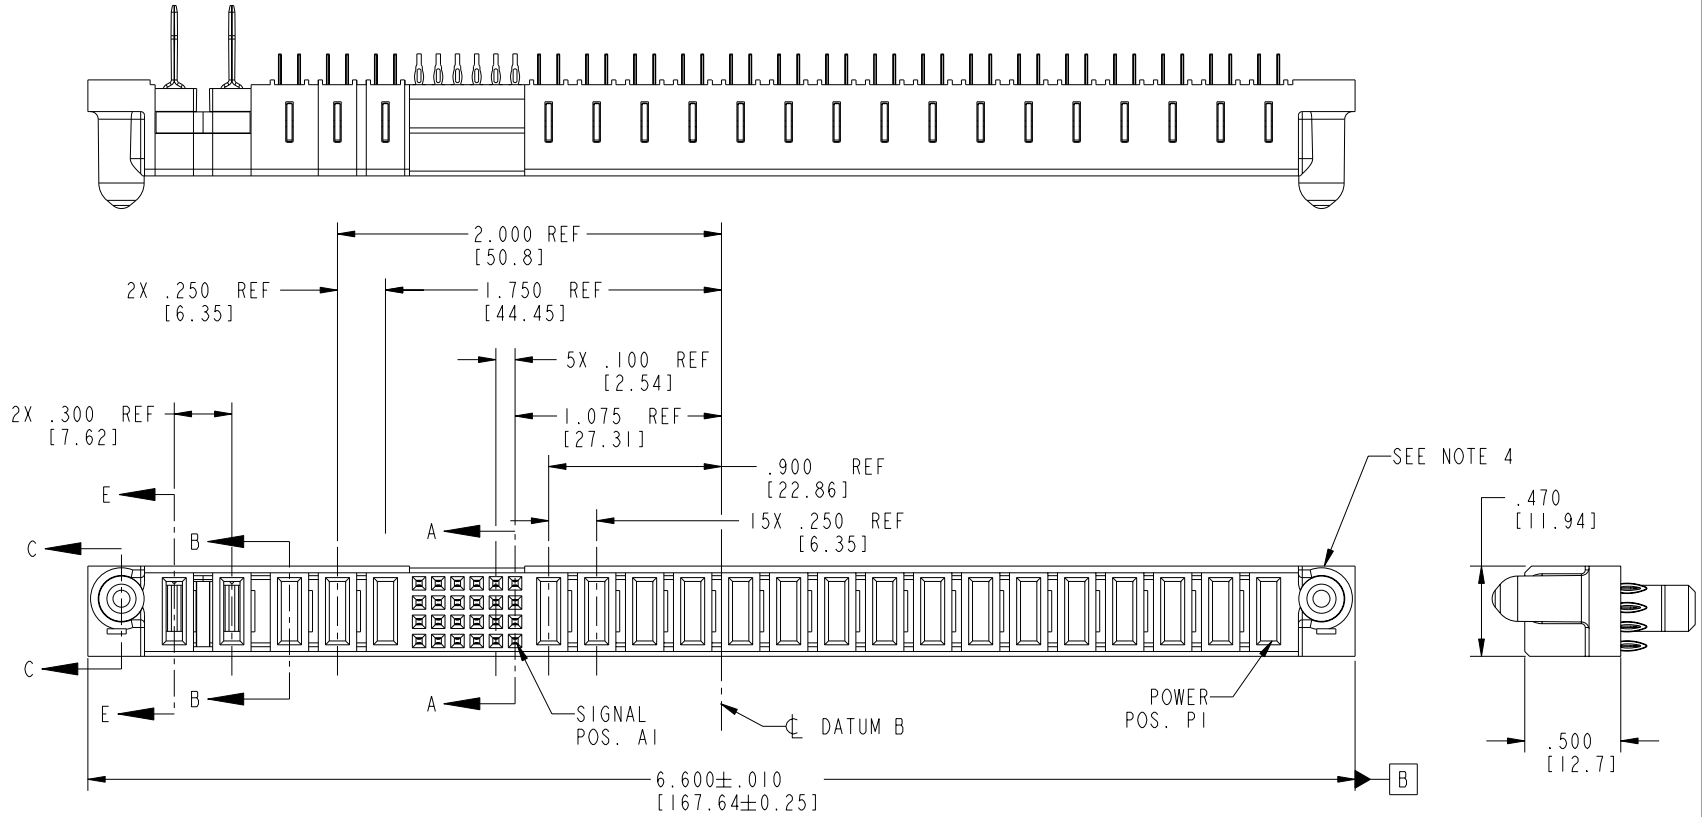 2.000 REF
[50.8]
2X .250 REF
[6.35]
1.750 REF
[44.45]
5X .100 REF
[2.54]
2X .300 REF
[7.62]
1.075 REF
[27.31]
.900 REF
[22.86]
SEE NOTE 4
E
.470
[11.94]
15X .250 REF
[6.35]
A
B
C
C
B
A
E
SIGNAL
POS. A1
POWER
POS. P1
℄ DATUM B
.500
[12.7]
6.600±.010
[167.64±0.25]
B